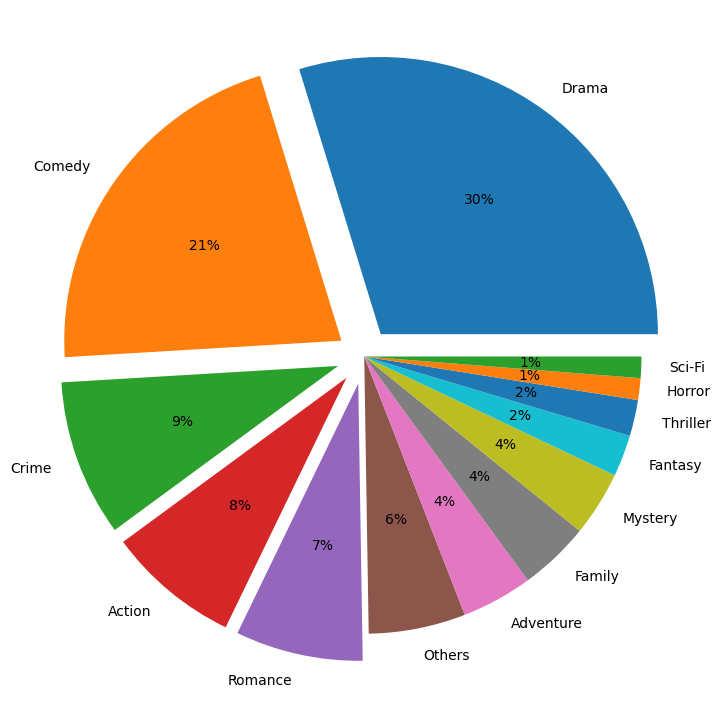 Drama
30%
Comedy
21%
Crime
9%
Action
8%
Romance
7%
Others
6%
Adventure
4%
Family
4%
Mystery
4%
Fantasy
2%
Thriller
2%
Horror
1%
Sci-Fi
1%